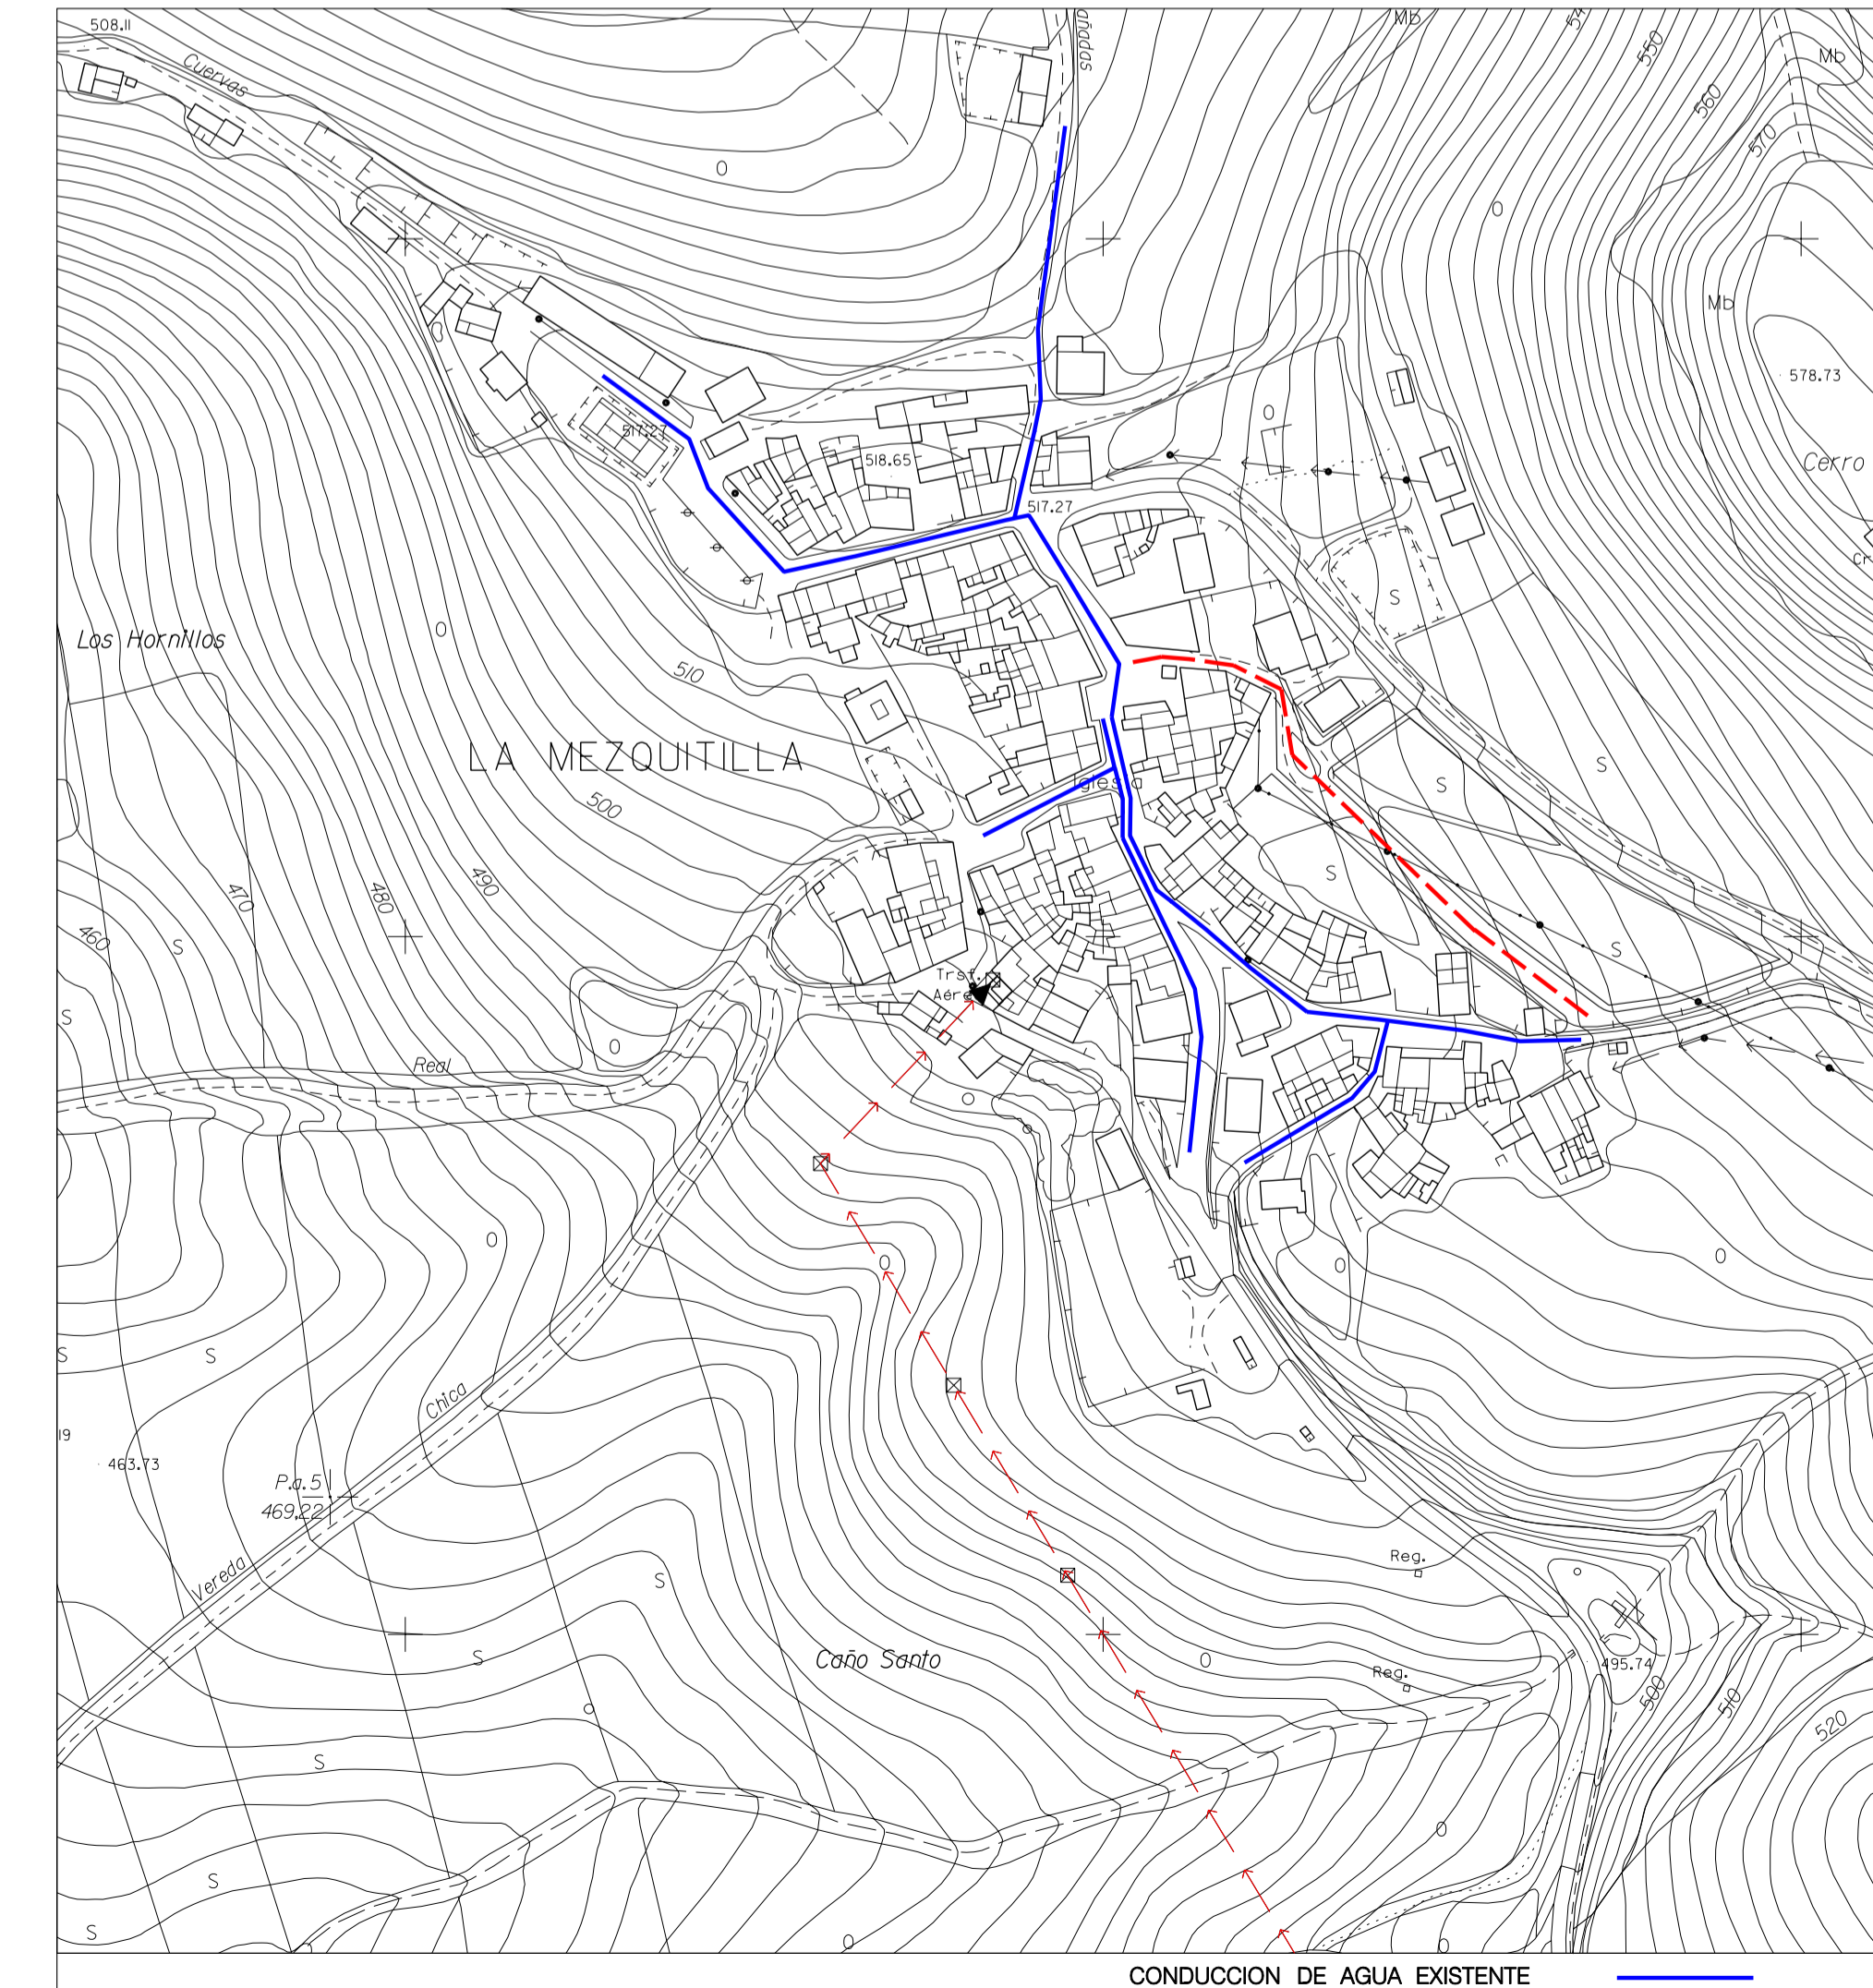 508.11
Cuervas
añadas
Mb
550
Mb
560
570
O
O
Mb
578.73
O
O
517.27
518.65
Cerro
517.27
S
Los Hornillos
O
510
LA MEZQUITILLA
S
S
Iglesia
500
S
490
480
470
460
S
S
Trsf.
Aéreo
S
Real
O
O
O
O
O
S
S
Chica
19
463.73
P.a.5
469,22
Reg.
Vereda
S
Caño Santo
S
O
Reg.
495.74
500
510
520
S
O
S
S
O
O
CONDUCCION DE AGUA EXISTENTE